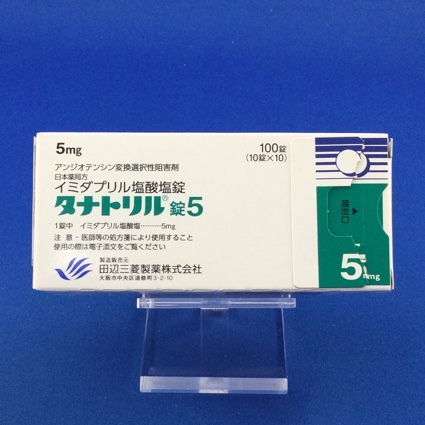 5mg
100錠
(10錠×10)
アンジオテンシン変換選択性阻害剤
日本薬局方
イミダプリル塩酸塩錠
タナトリル®錠5
1錠中 イミダプリル塩酸塩………5mg
注意-医師等の処方箋により使用すること
使用の際は電子添文をご覧ください
製造販売元
田辺三菱製薬株式会社
大阪市中央区道修町3-2-10
開封口
5mg